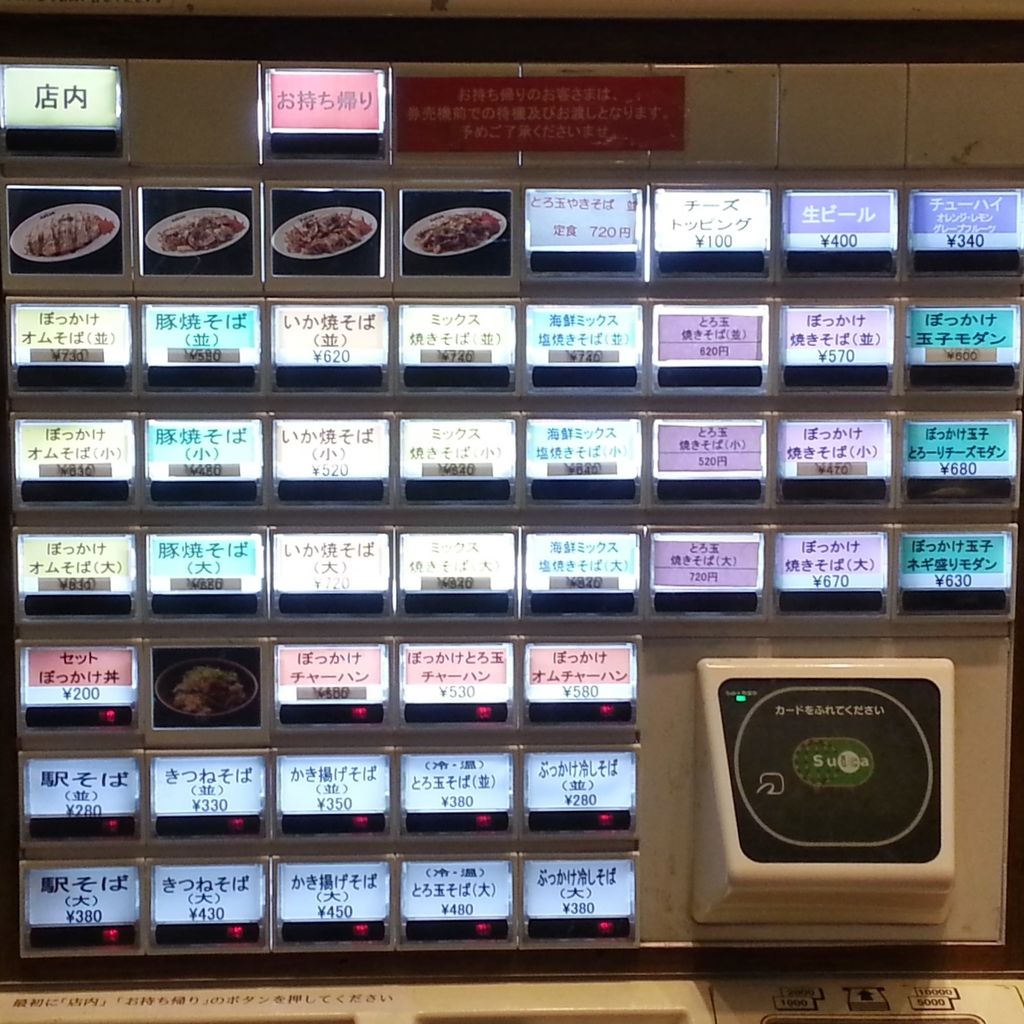 店内
お持ち帰り
お持ち帰りのお客さまは、
券売機前での待機及びお渡しとなります。
予めご了承くださいませ。
とろ玉やきそば 並
定食 720円
チーズ
トッピング
¥100
生ビール
¥400
チューハイ
オレンジ・レモン
グレープフルーツ
¥340
ぼっかけ
オムそば(並)
¥730
豚焼そば
(並)
¥580
いか焼そば
(並)
¥620
ミックス
焼きそば(並)
¥740
海鮮ミックス
塩焼きそば(並)
¥740
とろ玉
焼きそば(並)
620円
ぼっかけ
焼きそば(並)
¥570
ぼっかけ
玉子モダン
¥600
ぼっかけ
オムそば(小)
¥630
豚焼そば
(小)
¥480
いか焼そば
(小)
¥520
ミックス
焼きそば(小)
¥640
海鮮ミックス
塩焼きそば(小)
¥640
とろ玉
焼きそば(小)
520円
ぼっかけ
焼きそば(小)
¥470
ぼっかけ玉子
とろーりチーズモダン
¥680
ぼっかけ
オムそば(大)
¥830
豚焼そば
(大)
¥680
いか焼そば
(大)
¥720
ミックス
焼きそば(大)
¥840
海鮮ミックス
塩焼きそば(大)
¥840
とろ玉
焼きそば(大)
720円
ぼっかけ
焼きそば(大)
¥670
ぼっかけ玉子
ネギ盛りモダン
¥630
セット
ぼっかけ丼
¥200
ぼっかけ
チャーハン
¥500
ぼっかけとろ玉
チャーハン
¥530
ぼっかけ
オムチャーハン
¥580
カードをふれてください
Suica
駅そば
(並)
¥280
きつねそば
(並)
¥330
かき揚げそば
(並)
¥350
(冷・温)
とろ玉そば(並)
¥380
ぶっかけ冷しそば
(並)
¥280
駅そば
(大)
¥380
きつねそば
(大)
¥430
かき揚げそば
(大)
¥450
(冷・温)
とろ玉そば(大)
¥480
ぶっかけ冷しそば
(大)
¥380
最初に「店内」「お持ち帰り」のボタンを押してください
2000
1000
10000
5000